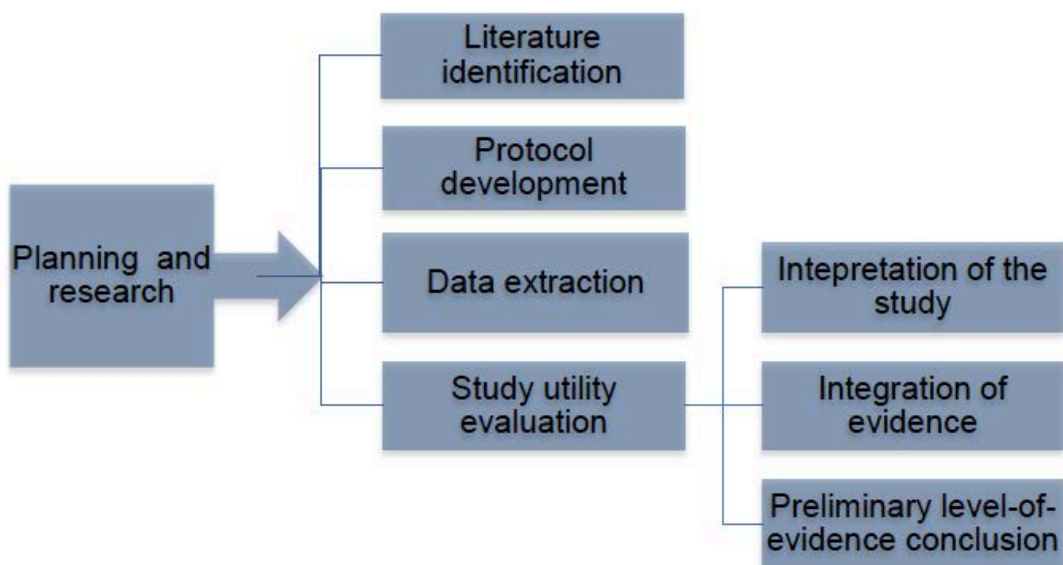 Literature
identification
Protocol
development
Planning and
research
Data extraction
Study utility
evaluation
Intepretation of the
study
Integration of
evidence
Preliminary level-of-
evidence conclusion